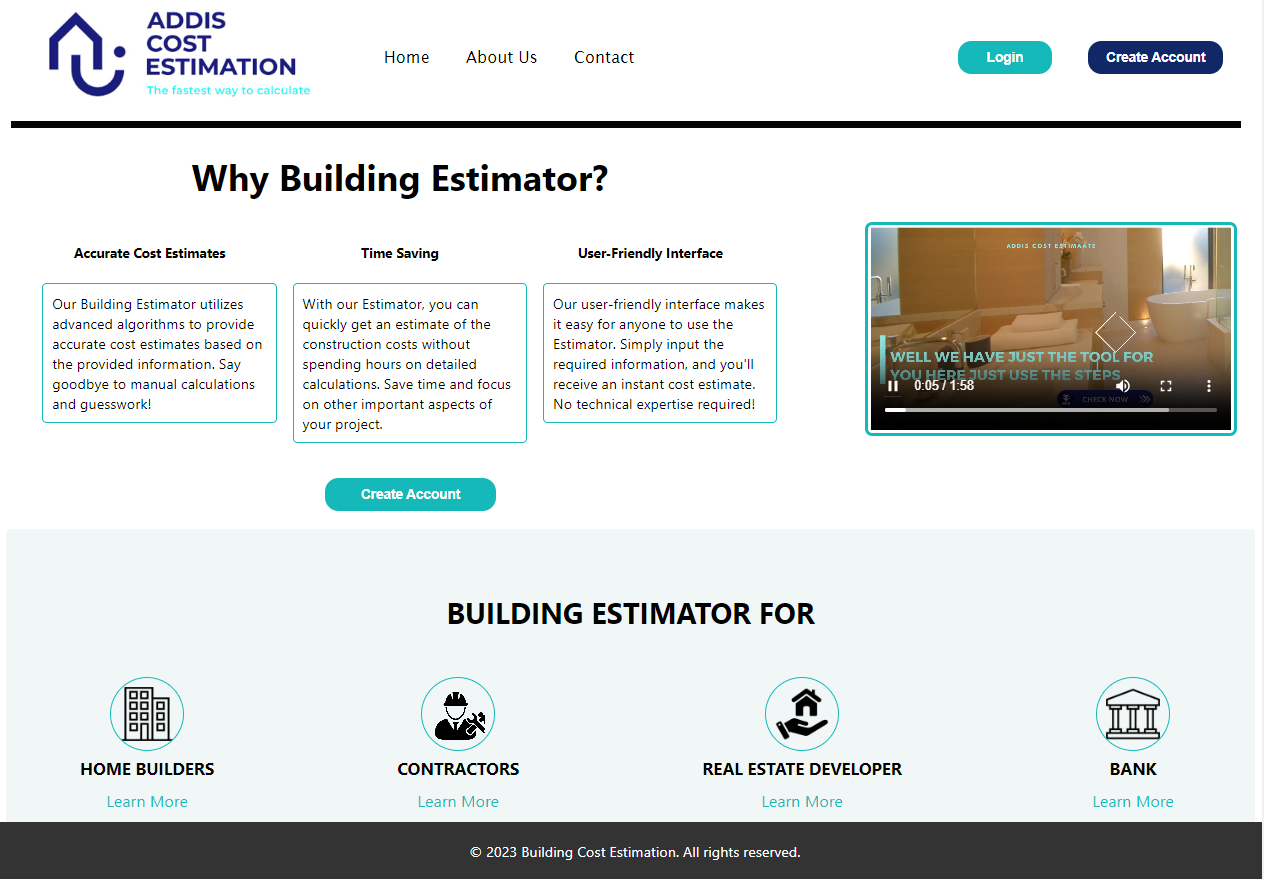 ADDIS
COST
ESTIMATION
The fastest way to calculate
Home About Us Contact
Login Create Account
Why Building Estimator?
Accurate Cost Estimates
Our Building Estimator utilizes
advanced algorithms to provide
accurate cost estimates based on
the provided information. Say
goodbye to manual calculations
and guesswork!
Time Saving
With our Estimator, you can
quickly get an estimate of the
construction costs without
spending hours on detailed
calculations. Save time and focus
on other important aspects of
your project.
User-Friendly Interface
Our user-friendly interface makes
it easy for anyone to use the
Estimator. Simply input the
required information, and you'll
receive an instant cost estimate.
No technical expertise required!
ADDIS COST ESTIMAATE
WELL WE HAVE JUST THE TOOL FOR
YOU HERE JUST USE THE STEPS
0:05 / 1:58
CHECK NOW
Create Account
BUILDING ESTIMATOR FOR
HOME BUILDERS
Learn More
CONTRACTORS
Learn More
REAL ESTATE DEVELOPER
Learn More
BANK
Learn More
© 2023 Building Cost Estimation. All rights reserved.